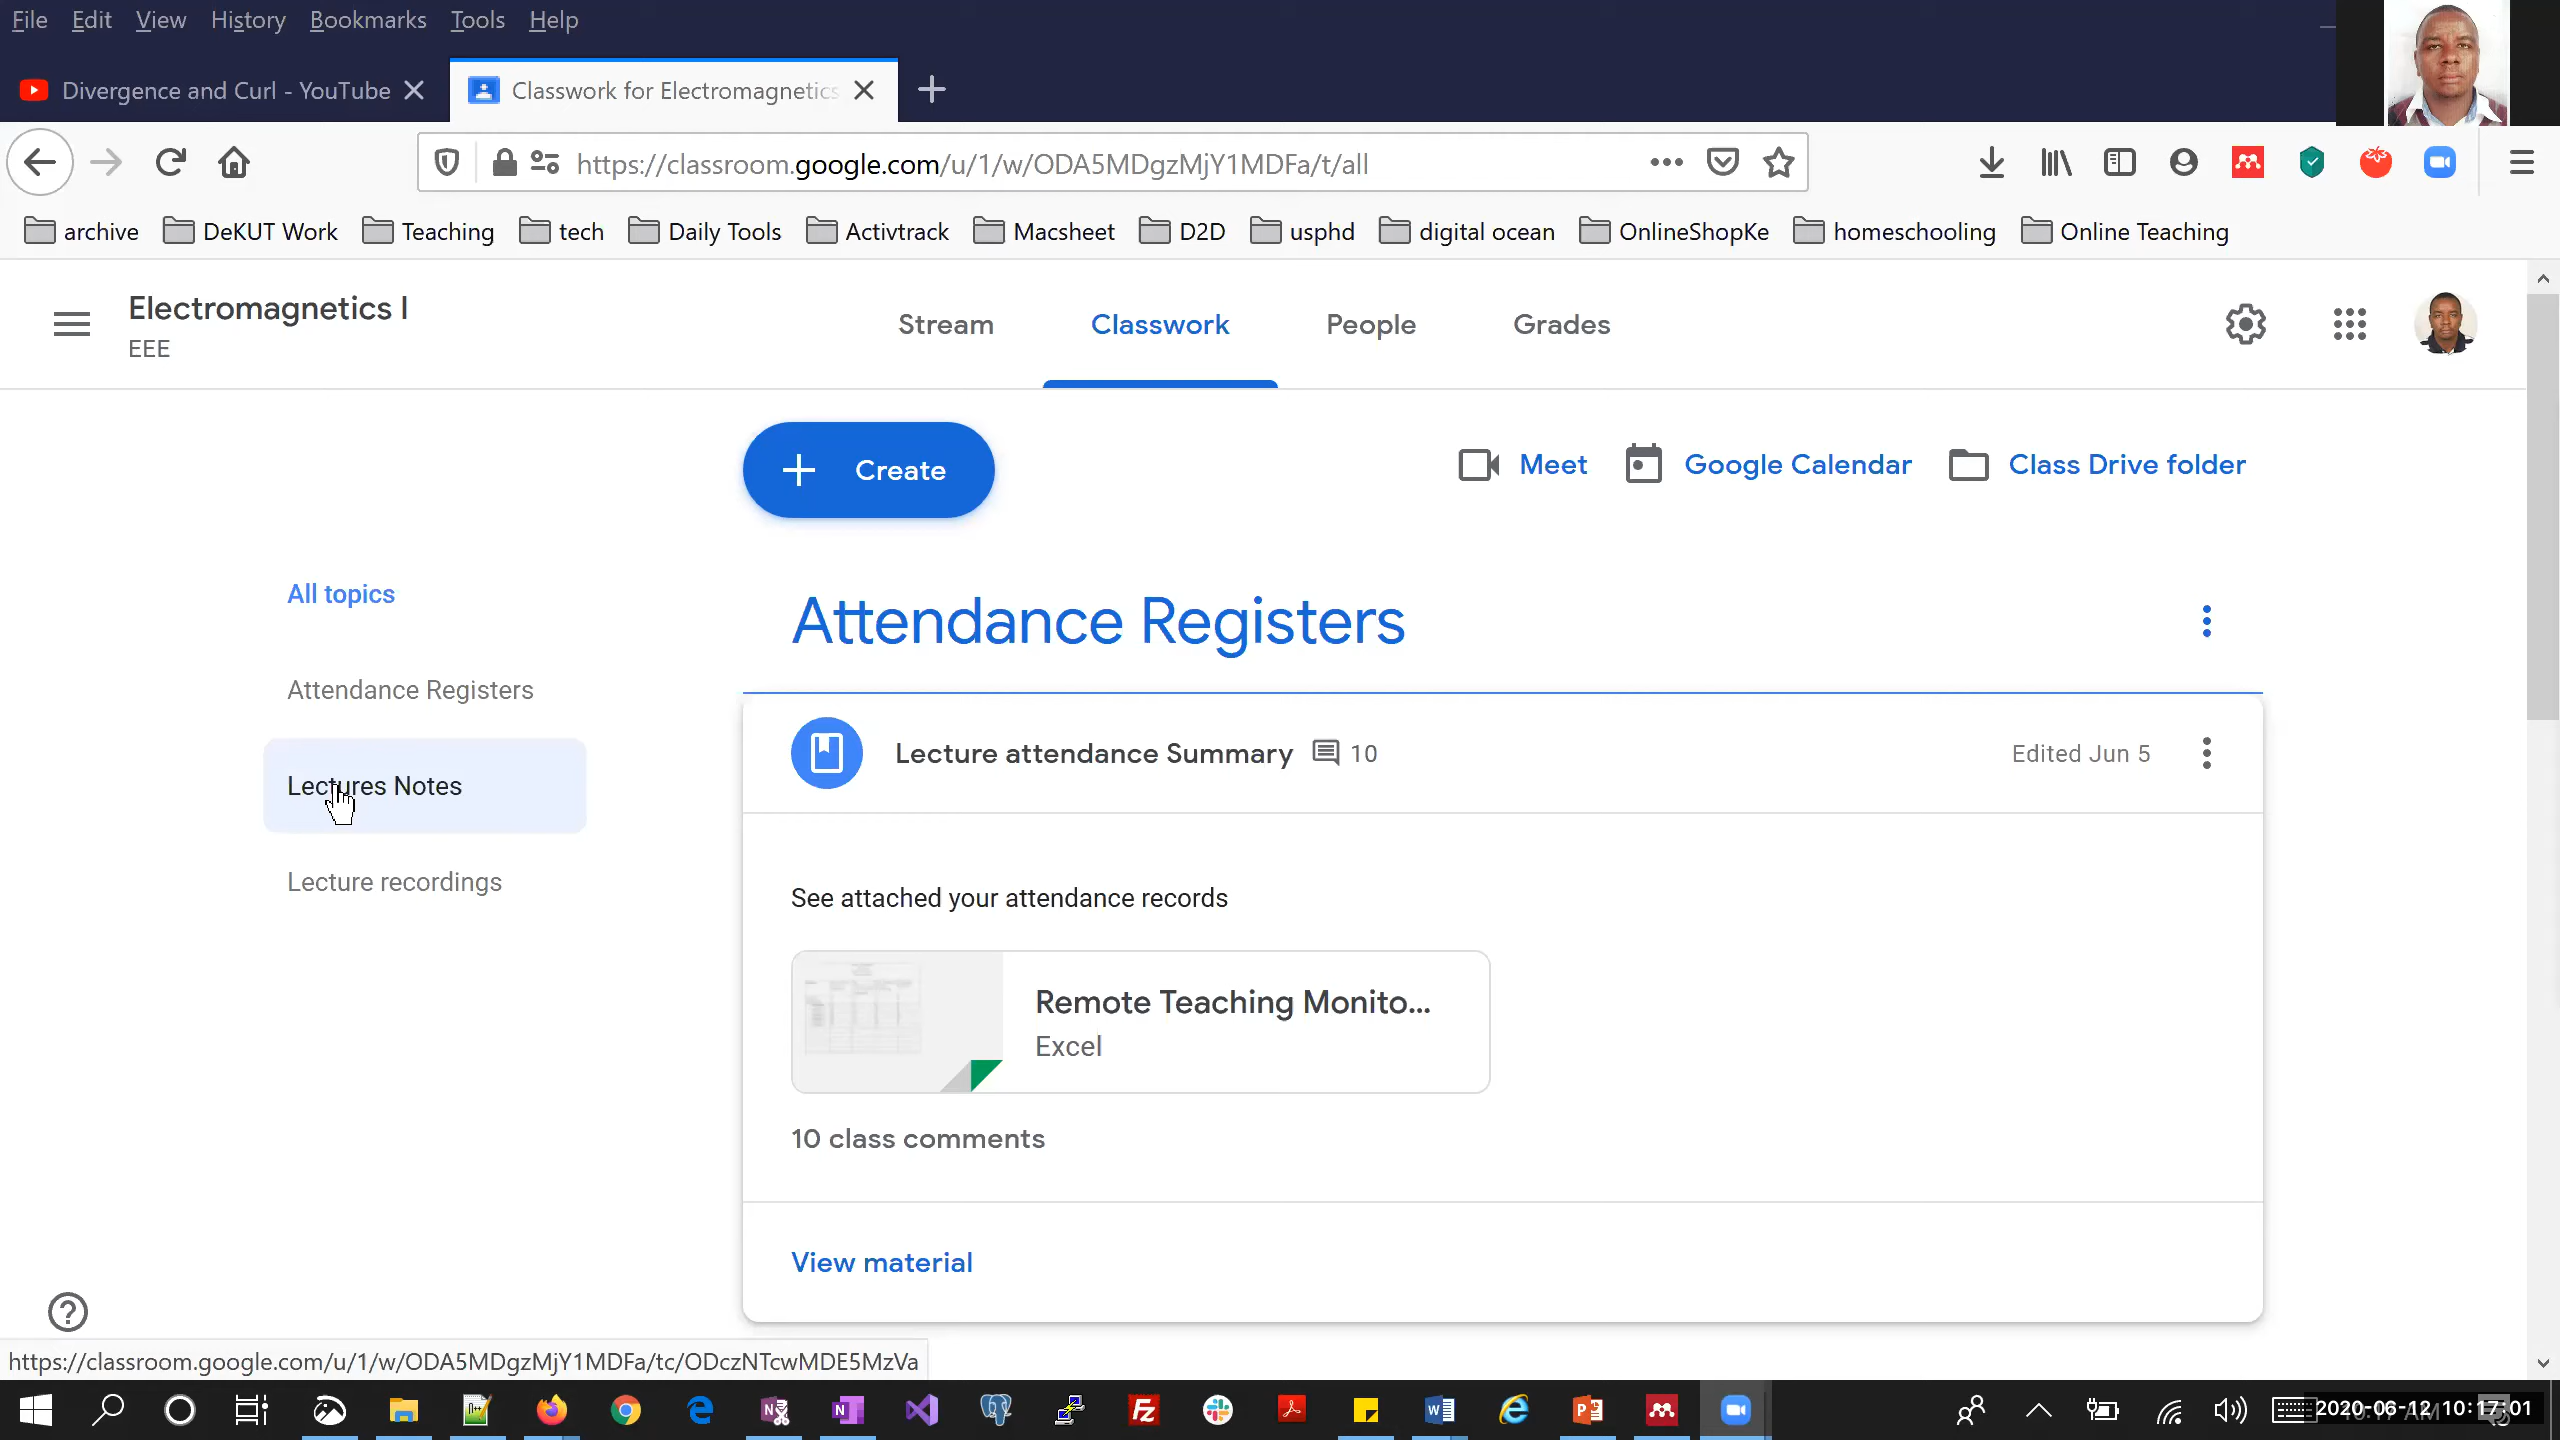 File Edit View History Bookmarks Tools Help
Divergence and Curl - YouTube
Classwork for Electromagnetics
https://classroom.google.com/u/1/w/ODA5MDgzMjY1MDFa/t/all
archive DeKUT Work Teaching tech Daily Tools Activtrack Macsheet D2D usphd digital ocean OnlineShopKe homeschooling Online Teaching
Electromagnetics I
EEE
Stream Classwork People Grades
Create
Meet Google Calendar Class Drive folder
All topics
Attendance Registers
Lectures Notes
Lecture recordings
Attendance Registers
Lecture attendance Summary 10 Edited Jun 5
See attached your attendance records
Remote Teaching Monito...
Excel
10 class comments
View material
https://classroom.google.com/u/1/w/ODA5MDgzMjY1MDFa/tc/ODczNTcwMDE5MzVa
2020-06-12 10:17:01